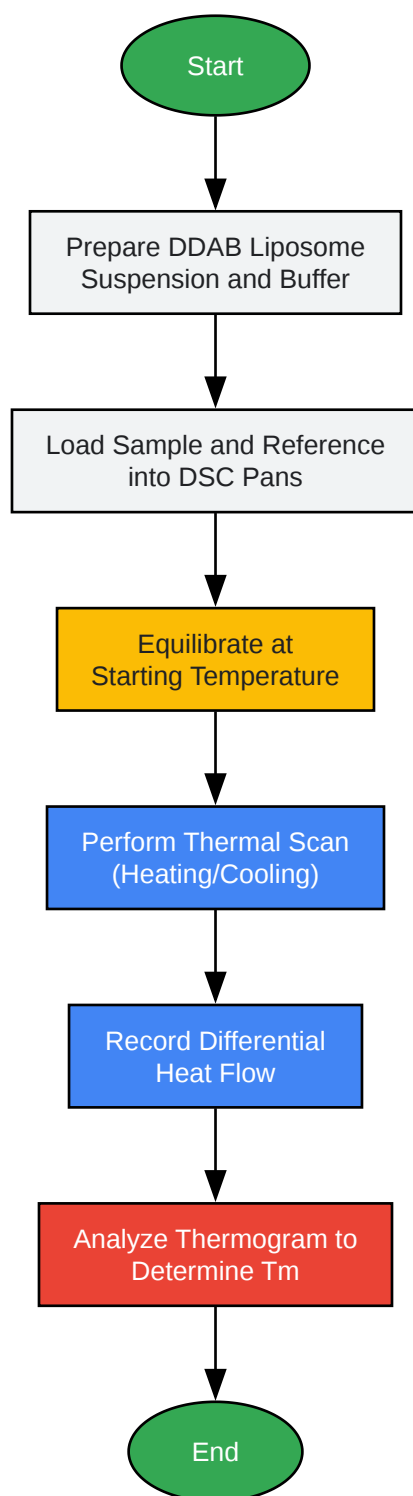 Start
Prepare DDAB Liposome
Suspension and Buffer
Load Sample and Reference
into DSC Pans
Equilibrate at
Starting Temperature
Perform Thermal Scan
(Heating/Cooling)
Record Differential
Heat Flow
Analyze Thermogram to
Determine Tm
End